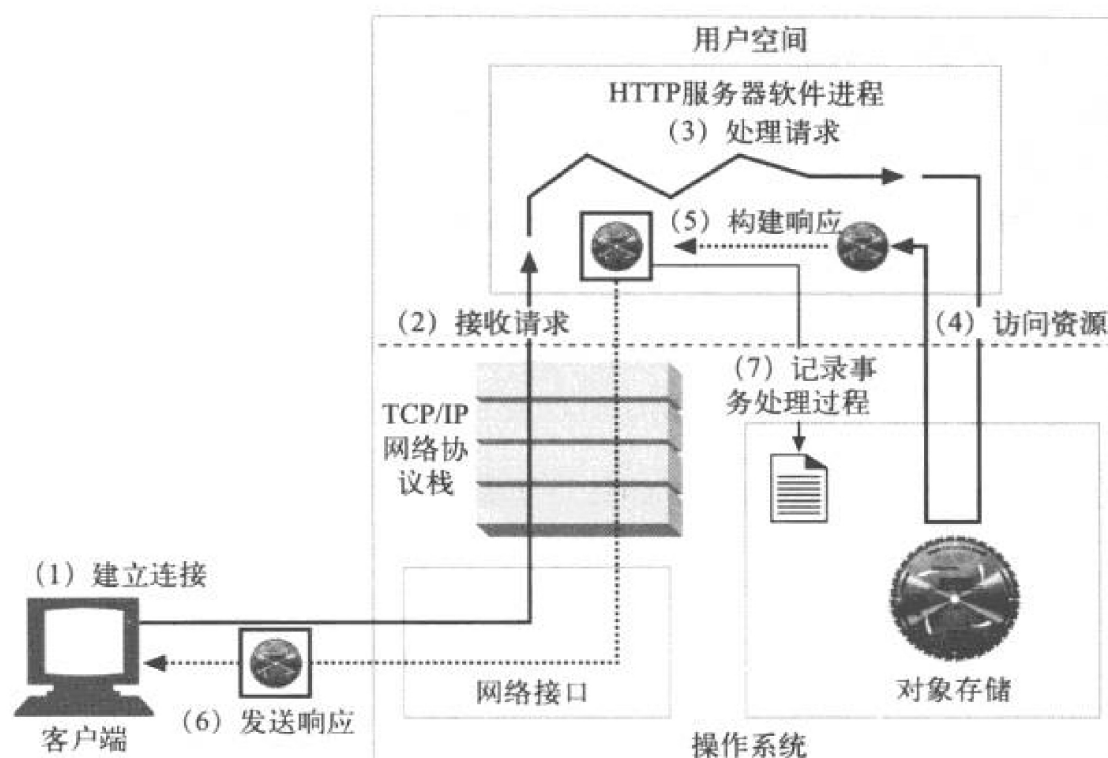 用户空间
HTTP服务器软件进程
（3）处理请求
（5）构建响应
（2）接收请求
（4）访问资源
（7）记录事
务处理过程
TCP/IP
网络协
议栈
（1）建立连接
网络接口
对象存储
（6）发送响应
客户端
操作系统